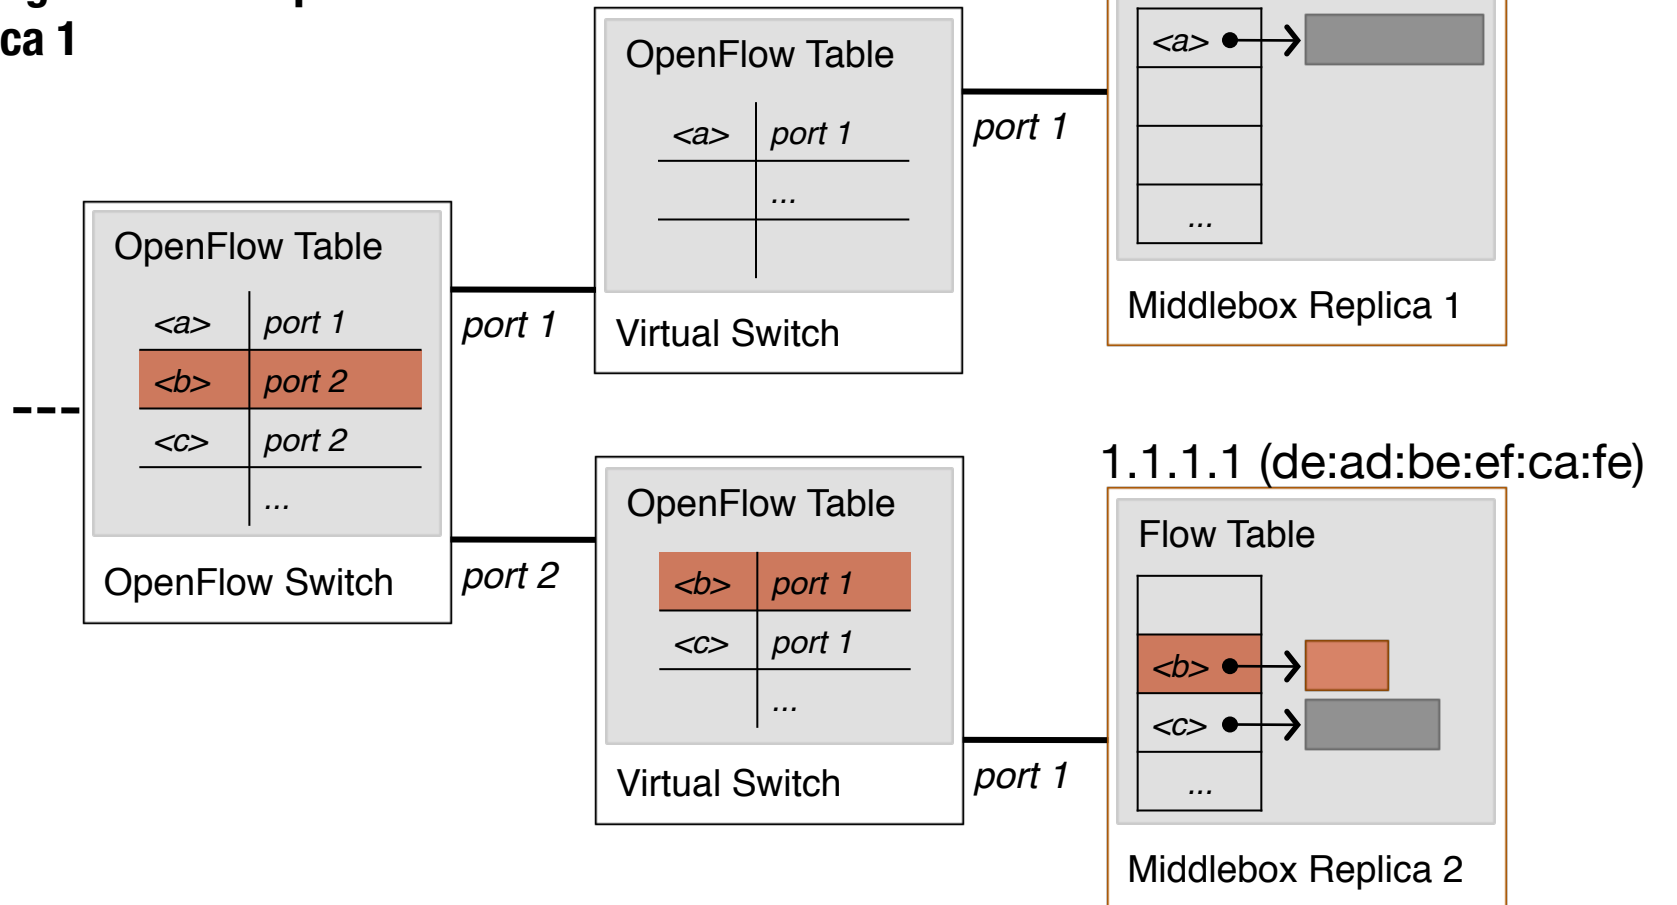 ca 1
OpenFlow Table
<a> port 1
...
Virtual Switch
port 1
<a>
...
Middlebox Replica 1
OpenFlow Table
<a> port 1
<b> port 2
<c> port 2
...
OpenFlow Switch
port 1
port 2
OpenFlow Table
<b> port 1
<c> port 1
...
Virtual Switch
port 1
1.1.1.1 (de:ad:be:ef:ca:fe)
Flow Table
<b>
<c>
...
Middlebox Replica 2